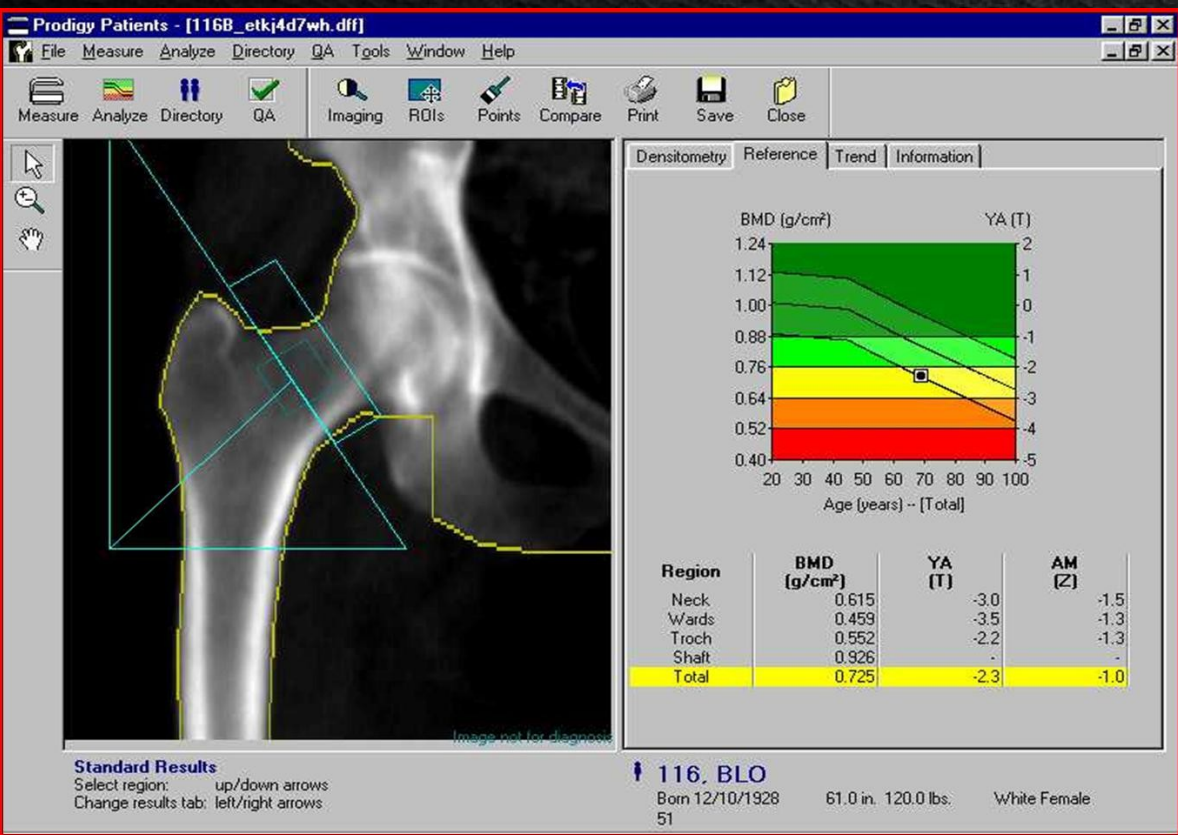 Prodigy Patients - [116B_etkj4d7wh.dff]
File Measure Analyze Directory QA Tools Window Help
Measure Analyze Directory QA Imaging ROIs Points Compare Print Save Close
Densitometry Reference Trend Information
BMD (g/cm²) YA (T)
1.24 2
1.12 1
1.00 0
0.88 -1
0.76 -2
0.64 -3
0.52 -4
0.40 -5
20 30 40 50 60 70 80 90 100
Age (years) -- [Total]
Region BMD (g/cm²) YA (T) AM (Z)
Neck 0.615 -3.0 -1.5
Wards 0.459 -3.5 -1.3
Troch 0.552 -2.2 -1.3
Shaft 0.926 - -
Total 0.725 -2.3 -1.0
Image not for diagnosis
Standard Results
Select region: up/down arrows
Change results tab: left/right arrows
116, BLO
Born 12/10/1928 61.0 in. 120.0 lbs. White Female
51